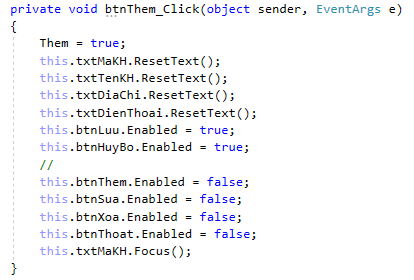 private void btnThem_Click(object sender, EventArgs e)
{
    Them = true;
    this.txtMaKH.ResetText();
    this.txtTenKH.ResetText();
    this.txtDiaChi.ResetText();
    this.txtDienThoai.ResetText();
    this.btnLuu.Enabled = true;
    this.btnHuyBo.Enabled = true;
    //
    this.btnThem.Enabled = false;
    this.btnSua.Enabled = false;
    this.btnXoa.Enabled = false;
    this.btnThoat.Enabled = false;
    this.txtMaKH.Focus();
}